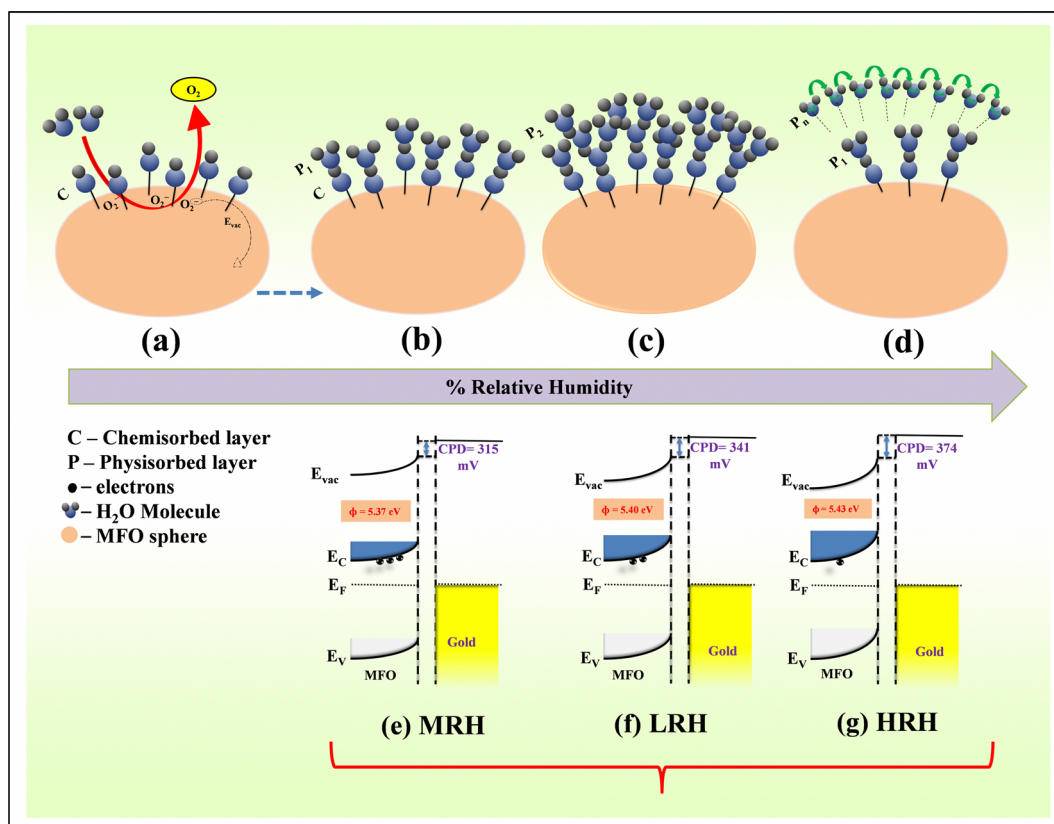 O₂
C
O₂⁻
O₂⁻
O₂⁻
Eᵥₐc
P₁
C
P₂
Pₙ
P₁
(a)
(b)
(c)
(d)
% Relative Humidity
C – Chemisorbed layer
P – Physisorbed layer
– electrons
– H₂O Molecule
– MFO sphere
CPD= 315
mV
Evac
ϕ = 5.37 eV
EC
EF
Gold
EV
MFO
(e) MRH
CPD= 341
mV
Evac
ϕ = 5.40 eV
EC
EF
Gold
EV
MFO
(f) LRH
CPD= 374
mV
Evac
ϕ = 5.43 eV
EC
EF
Gold
EV
MFO
(g) HRH